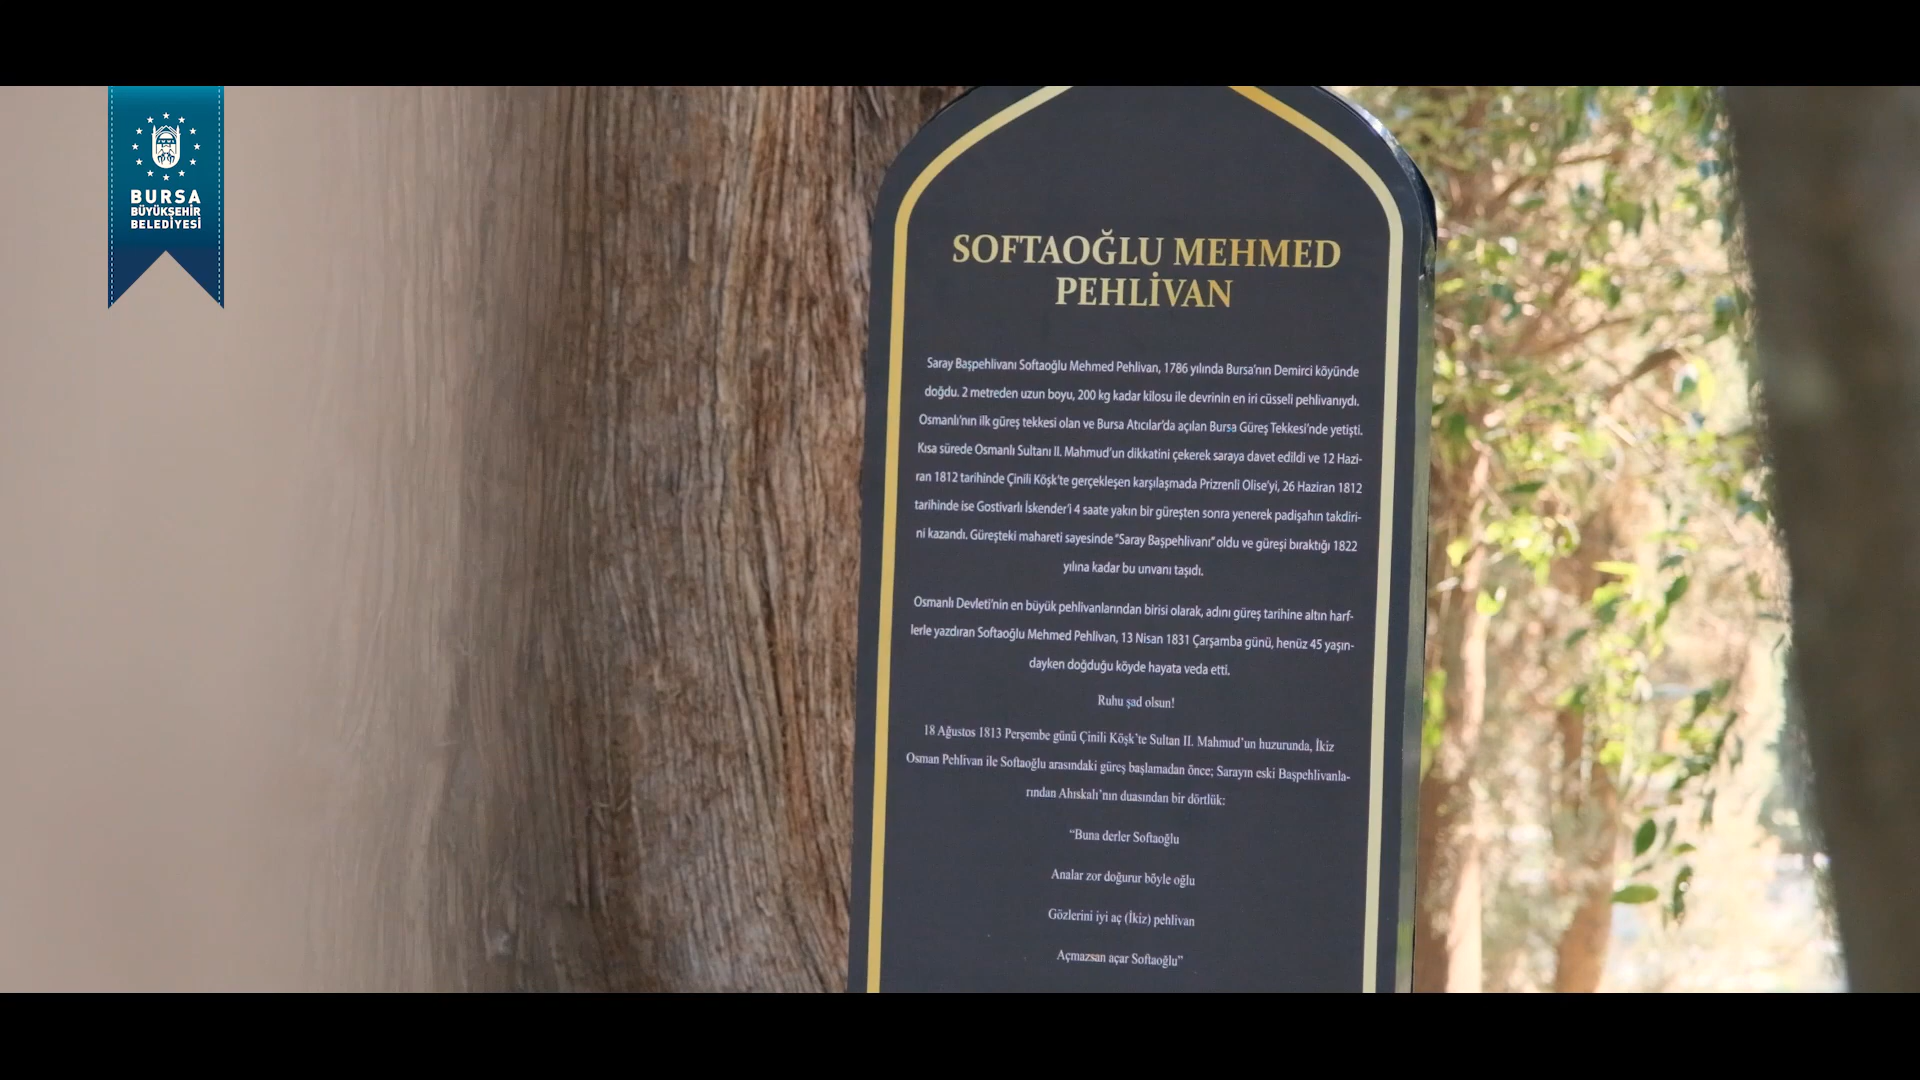 BURSA
BÜYÜKŞEHİR
BELEDİYESİ
SOFTAOĞLU MEHMED
PEHLİVAN
Saray Başpehlivanı Softaoğlu Mehmed Pehlivan, 1786 yılında Bursa'nın Demirci köyünde
doğdu. 2 metreden uzun boyu, 200 kg kadar kilosu ile devrinin en iri cüsseli pehlivanıydı.
Osmanlı'nın ilk güreş tekkesi olan ve Bursa Atıcılar'da açılan Bursa Güreş Tekkesi'nde yetişti.
Kısa sürede Osmanlı Sultanı II. Mahmud'un dikkatini çekerek saraya davet edildi ve 12 Hazi-
ran 1812 tarihinde Çinili Köşk'te gerçekleşen karşılaşmada Prizrenli Olise'yi, 26 Haziran 1812
tarihinde ise Gostivarlı İskender'i 4 saate yakın bir güreşten sonra yenerek padişahın takdiri-
ni kazandı. Güreşteki mahareti sayesinde "Saray Başpehlivanı" oldu ve güreşi bıraktığı 1822
yılına kadar bu unvanı taşıdı.
Osmanlı Devleti'nin en büyük pehlivanlarından birisi olarak, adını güreş tarihine altın harf-
lerle yazdıran Softaoğlu Mehmed Pehlivan, 13 Nisan 1831 Çarşamba günü, henüz 45 yaşın-
dayken doğduğu köyde hayata veda etti.
Ruhu şad olsun!
18 Ağustos 1813 Perşembe günü Çinili Köşk'te Sultan II. Mahmud'un huzurunda, İkiz
Osman Pehlivan ile Softaoğlu arasındaki güreş başlamadan önce; Sarayın eski Başpehlivanla-
rından Ahıskalı'nın duasından bir dörtlük:
"Buna derler Softaoğlu
Analar zor doğurur böyle oğlu
Gözlerini iyi aç (İkiz) pehlivan
Açmazsan açar Softaoğlu"